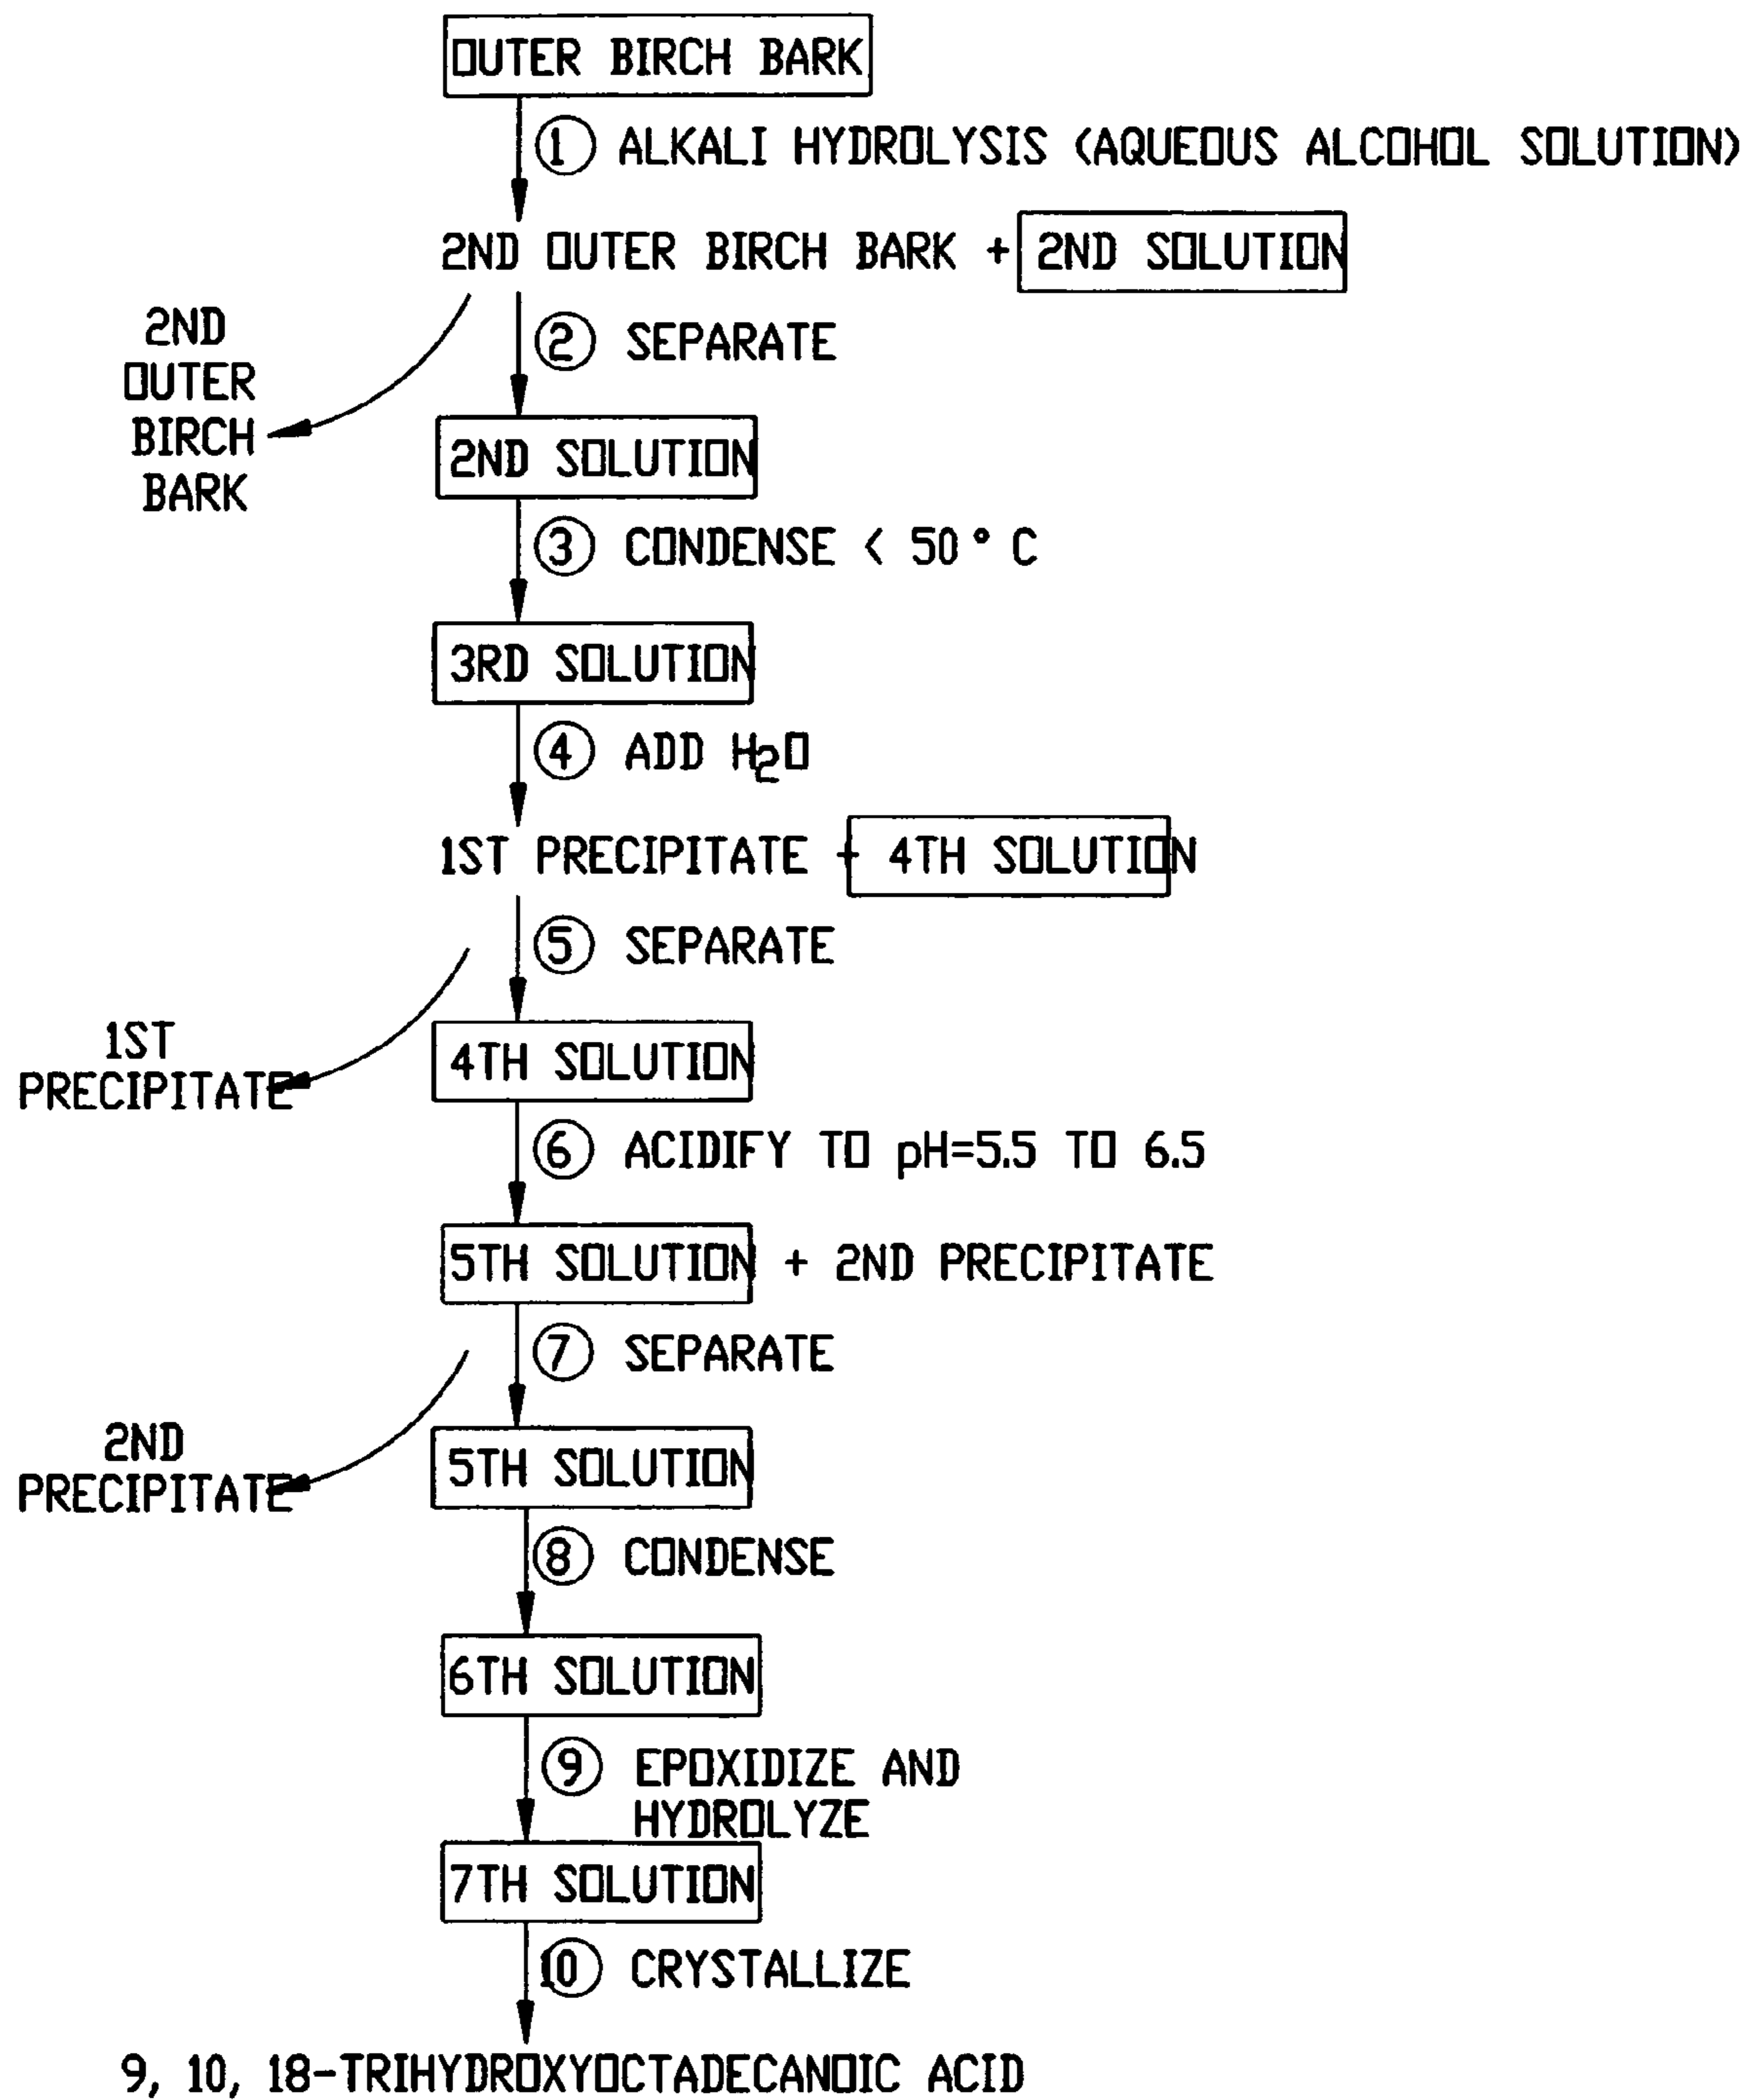 OUTER BIRCH BARK
1 ALKALI HYDROLYSIS (AQUEOUS ALCOHOL SOLUTION)
2ND OUTER BIRCH BARK + 2ND SOLUTION
2ND
OUTER
BIRCH
BARK
2 SEPARATE
2ND SOLUTION
3 CONDENSE < 50° C
3RD SOLUTION
4 ADD H₂O
1ST PRECIPITATE + 4TH SOLUTION
5 SEPARATE
1ST
PRECIPITATE
4TH SOLUTION
6 ACIDIFY TO pH=5.5 TO 6.5
5TH SOLUTION + 2ND PRECIPITATE
7 SEPARATE
2ND
PRECIPITATE
5TH SOLUTION
8 CONDENSE
6TH SOLUTION
9 EPOXIDIZE AND
HYDROLYZE
7TH SOLUTION
10 CRYSTALLIZE
9, 10, 18-TRIHYDROXYOCTADECANOIC ACID